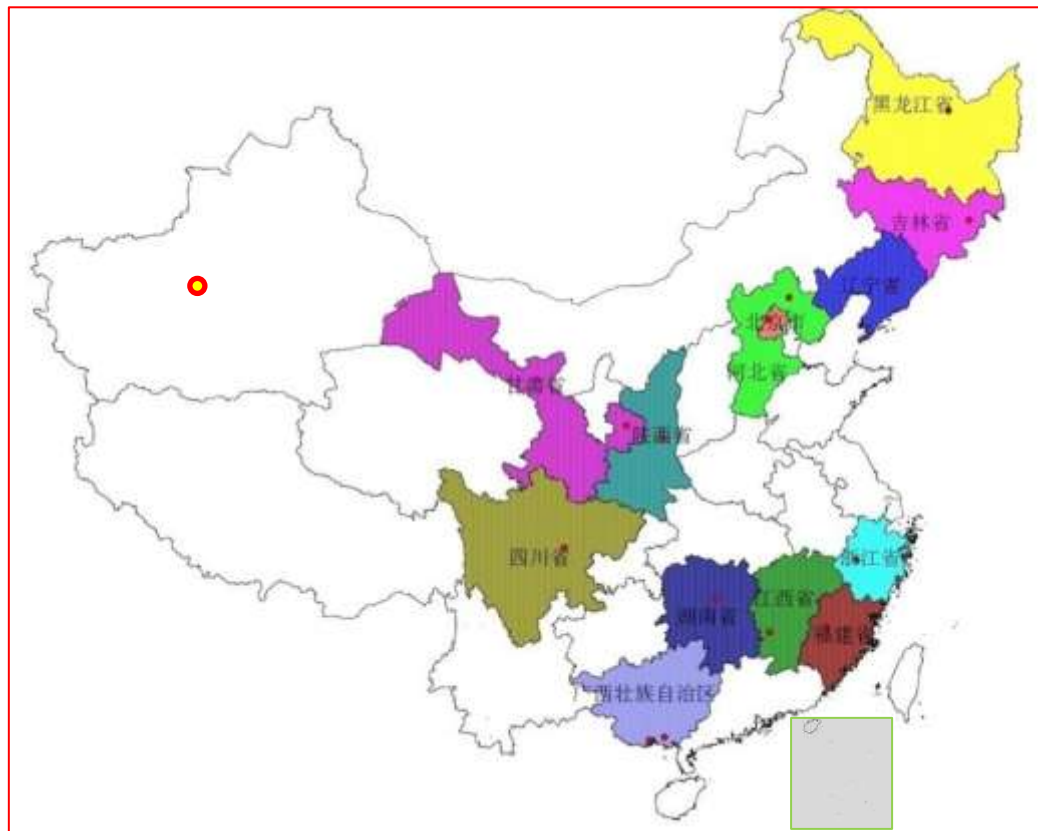 黑龙江省
吉林省
辽宁省
北京市
河北省
甘肃省
陕西省
四川省
浙江省
江西省
湖南省
福建省
广西壮族自治区